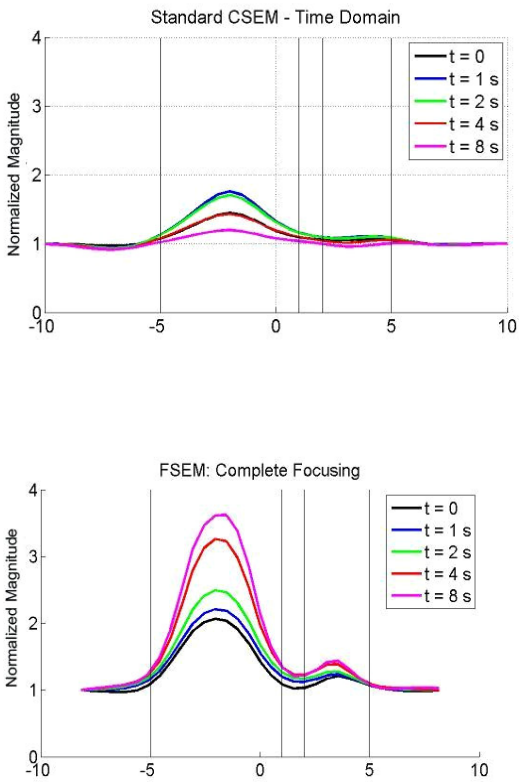 Standard CSEM - Time Domain
4
3
2
1
0
Normalized Magnitude
t = 0
t = 1 s
t = 2 s
t = 4 s
t = 8 s
-10
-5
0
5
10
FSEM: Complete Focusing
4
3
2
1
0
Normalized Magnitude
t = 0
t = 1 s
t = 2 s
t = 4 s
t = 8 s
-10
-5
0
5
10